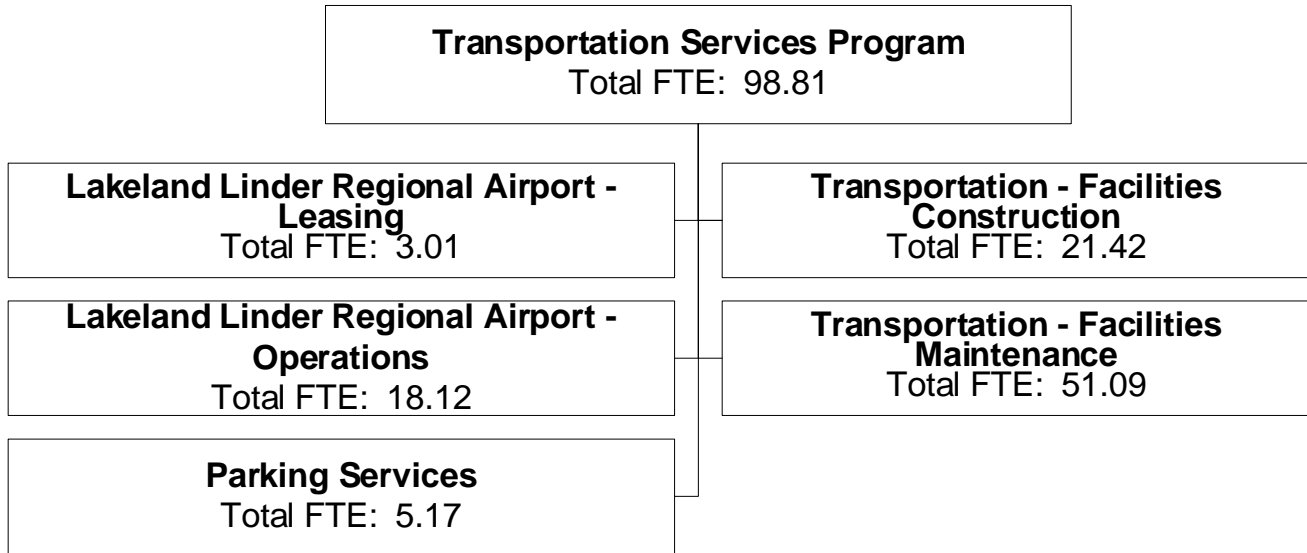 Transportation Services Program
Total FTE: 98.81
Lakeland Linder Regional Airport -
Leasing
Total FTE: 3.01
Transportation - Facilities
Construction
Total FTE: 21.42
Lakeland Linder Regional Airport -
Operations
Total FTE: 18.12
Transportation - Facilities
Maintenance
Total FTE: 51.09
Parking Services
Total FTE: 5.17